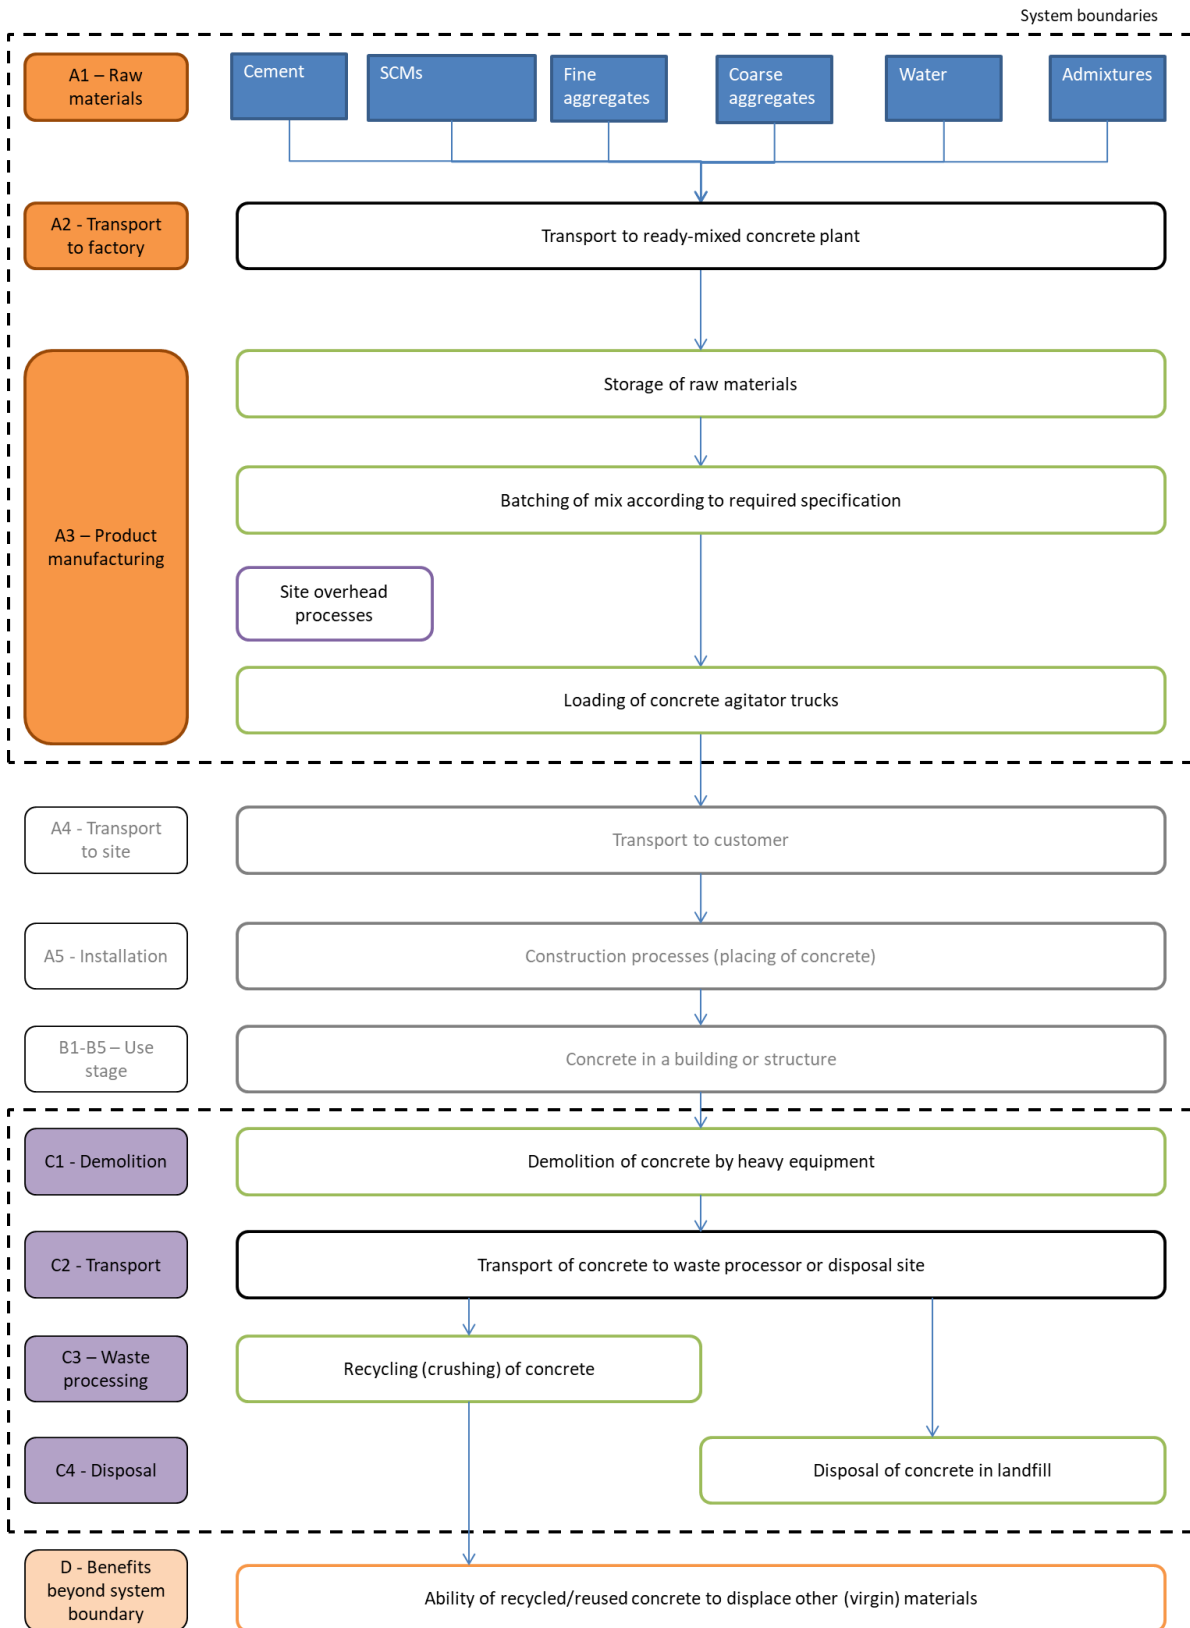 System boundaries
A1 – Raw
materials
Cement
SCMs
Fine
aggregates
Coarse
aggregates
Water
Admixtures
A2 - Transport
to factory
Transport to ready-mixed concrete plant
Storage of raw materials
Batching of mix according to required specification
A3 – Product
manufacturing
Site overhead
processes
Loading of concrete agitator trucks
A4 - Transport
to site
Transport to customer
A5 - Installation
Construction processes (placing of concrete)
B1-B5 – Use
stage
Concrete in a building or structure
C1 - Demolition
Demolition of concrete by heavy equipment
C2 - Transport
Transport of concrete to waste processor or disposal site
C3 – Waste
processing
Recycling (crushing) of concrete
C4 - Disposal
Disposal of concrete in landfill
D - Benefits
beyond system
boundary
Ability of recycled/reused concrete to displace other (virgin) materials